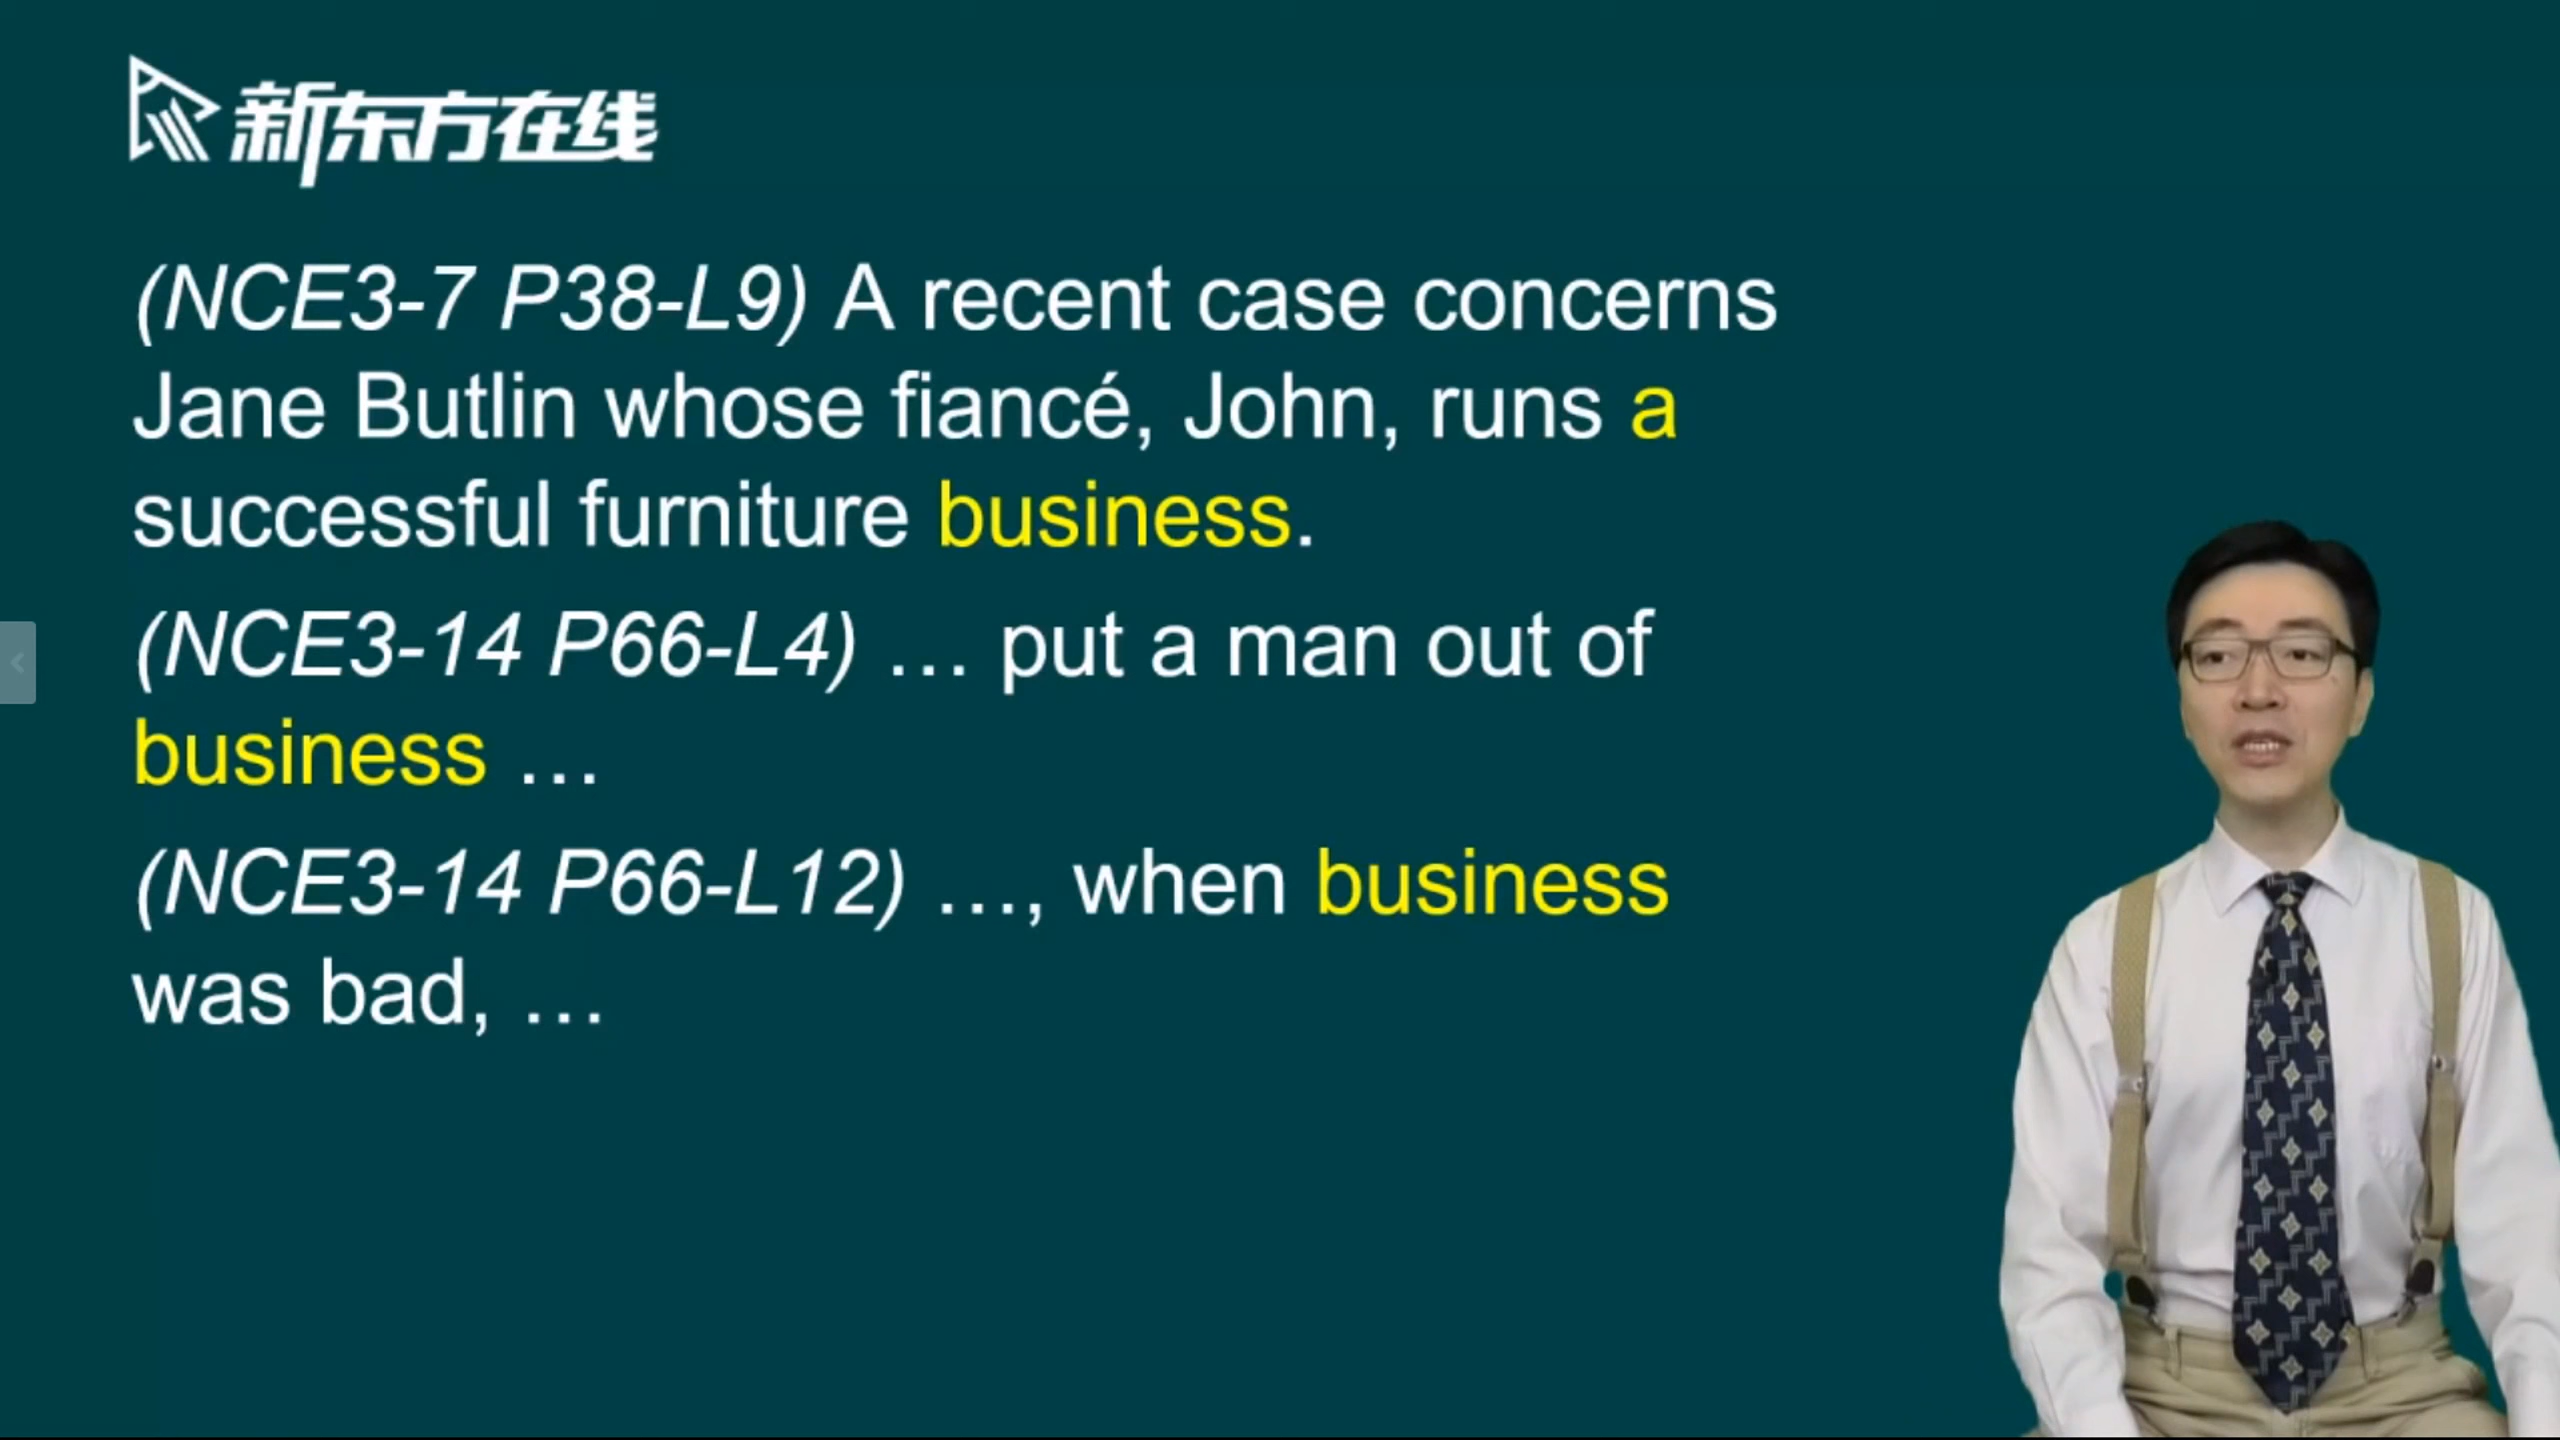 新东方在线
(NCE3-7 P38-L9) A recent case concerns
Jane Butlin whose fiancé, John, runs a
successful furniture business.
(NCE3-14 P66-L4) … put a man out of
business …
(NCE3-14 P66-L12) …, when business
was bad, …